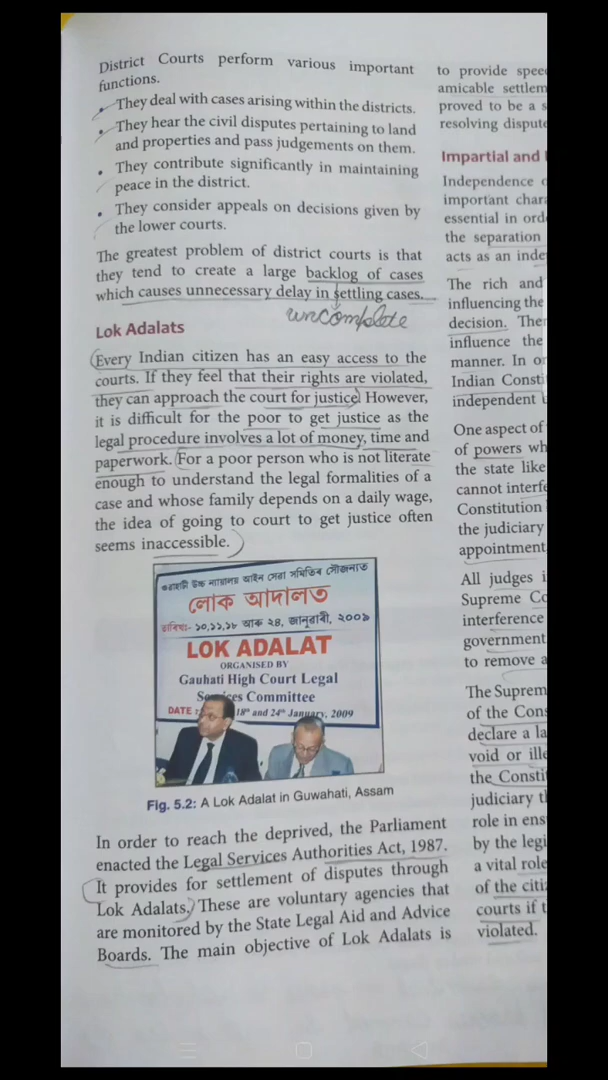 District Courts perform various important
functions.
• They deal with cases arising within the districts.
• They hear the civil disputes pertaining to land
and properties and pass judgements on them.
• They contribute significantly in maintaining
peace in the district.
• They consider appeals on decisions given by
the lower courts.
The greatest problem of district courts is that
they tend to create a large backlog of cases
which causes unnecessary delay in settling cases.
uncomplete
Lok Adalats
Every Indian citizen has an easy access to the
courts. If they feel that their rights are violated,
they can approach the court for justice. However,
it is difficult for the poor to get justice as the
legal procedure involves a lot of money, time and
paperwork. For a poor person who is not literate
enough to understand the legal formalities of a
case and whose family depends on a daily wage,
the idea of going to court to get justice often
seems inaccessible.
উচ্চ ন্যায়ালয় আইন সেৱা সমিতিৰ সৌজন্যত
লোক আদালত
তাৰিখঃ- ১০,১১,১৮ আৰু ২৪, জানুৱাৰী, ২০০৯
LOK ADALAT
ORGANISED BY
Gauhati High Court Legal
Services Committee
DATE : 18th and 24th January, 2009
Fig. 5.2: A Lok Adalat in Guwahati, Assam
In order to reach the deprived, the Parliament
enacted the Legal Services Authorities Act, 1987.
It provides for settlement of disputes through
Lok Adalats. These are voluntary agencies that
are monitored by the State Legal Aid and Advice
Boards. The main objective of Lok Adalats is
to provide spee
amicable settlem
proved to be a s
resolving dispute
Impartial and
Independence
important char
essential in ord
the separation
acts as an inde
The rich and
influencing the
decision. The
influence the
manner. In o
Indian Consti
independent
One aspect of
of powers wh
the state like
cannot interfe
Constitution
the judiciary
appointment
All judges i
Supreme Co
interference
government
to remove a
The Suprem
of the Cons
declare a la
void or ille
the Consti
judiciary t
role in ens
by the legi
a vital role
of the citi
courts if t
violated.